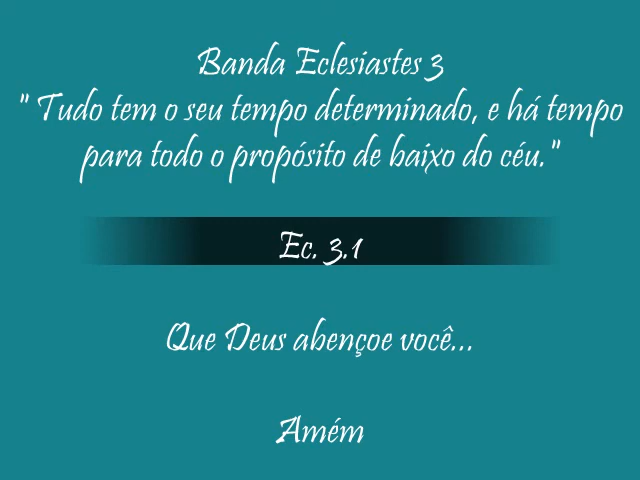 Banda Eclesiastes 3
" Tudo tem o seu tempo determinado, e há tempo
para todo o propósito de baixo do céu."
Ec. 3.1
Que Deus abençoe você...
Amém